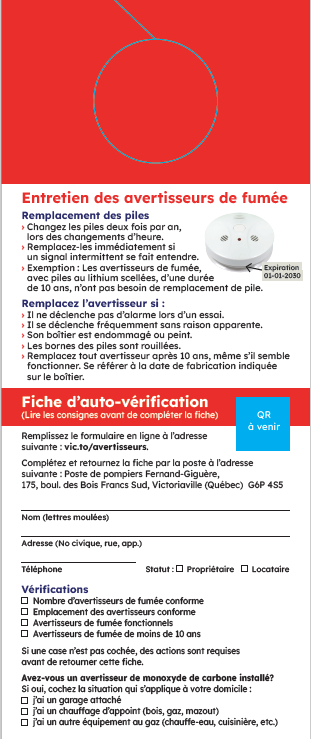 Entretien des avertisseurs de fumée
Remplacement des piles
› Changez les piles deux fois par an,
lors des changements d'heure.
› Remplacez-les immédiatement si
un signal intermittent se fait entendre.
› Exemption : Les avertisseurs de fumée,
avec piles au lithium scellées, d'une durée
de 10 ans, n'ont pas besoin de remplacement de pile.
Expiration
01-01-2030
Remplacez l'avertisseur si :
› Il ne déclenche pas d'alarme lors d'un essai.
› Il se déclenche fréquemment sans raison apparente.
› Son boîtier est endommagé ou peint.
› Les bornes des piles sont rouillées.
› Remplacez tout avertisseur après 10 ans, même s'il semble
fonctionner. Se référer à la date de fabrication indiquée
sur le boîtier.
Fiche d'auto-vérification
(Lire les consignes avant de compléter la fiche)
QR
à venir
Remplissez le formulaire en ligne à l'adresse
suivante : vic.to/avertisseurs.
Complétez et retournez la fiche par la poste à l'adresse
suivante : Poste de pompiers Fernand-Giguère,
175, boul. des Bois Francs Sud, Victoriaville (Québec) G6P 4S5
Nom (lettres moulées)
Adresse (No civique, rue, app.)
Téléphone Statut : ☐ Propriétaire ☐ Locataire
Vérifications
☐ Nombre d'avertisseurs de fumée conforme
☐ Emplacement des avertisseurs conforme
☐ Avertisseurs de fumée fonctionnels
☐ Avertisseurs de fumée de moins de 10 ans
Si une case n'est pas cochée, des actions sont requises
avant de retourner cette fiche.
Avez-vous un avertisseur de monoxyde de carbone installé?
Si oui, cochez la situation qui s'applique à votre domicile :
☐ j'ai un garage attaché
☐ j'ai un chauffage d'appoint (bois, gaz, mazout)
☐ j'ai un autre équipement au gaz (chauffe-eau, cuisinière, etc.)